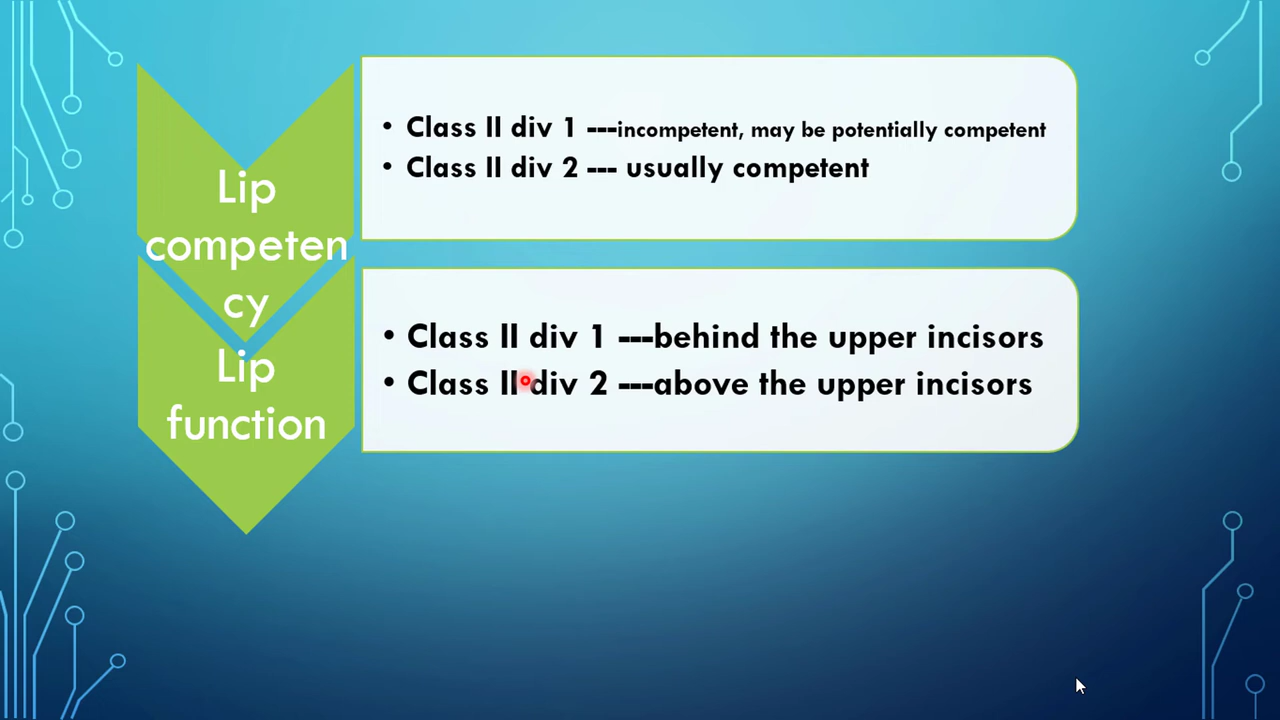 Lip
competen
cy
• Class II div 1 ---incompetent, may be potentially competent
• Class II div 2 --- usually competent
Lip
function
• Class II div 1 ---behind the upper incisors
• Class II div 2 ---above the upper incisors